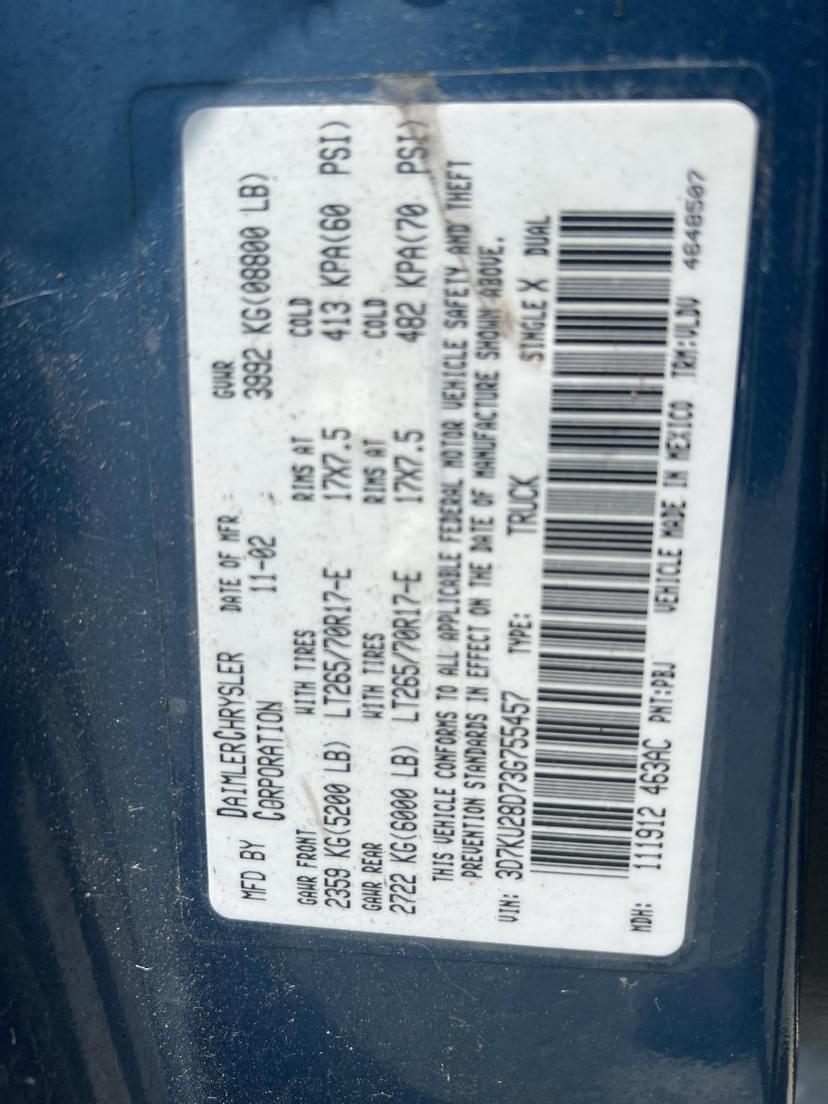 MFD BY DAIMLERCHRYSLER CORPORATION DATE OF MFR 11-02 GVWR 3992 KG(08800 LB)
GAWR FRONT WITH TIRES RIMS AT COLD
2359 KG(5200 LB) LT265/70R17-E 17X7.5 413 KPA(60 PSI)
GAWR REAR WITH TIRES RIMS AT COLD
2722 KG(6000 LB) LT265/70R17-E 17X7.5 482 KPA(70 PSI)
THIS VEHICLE CONFORMS TO ALL APPLICABLE FEDERAL MOTOR VEHICLE SAFETY AND THEFT
PREVENTION STANDARDS IN EFFECT ON THE DATE OF MANUFACTURE SHOWN ABOVE.
VIN: 3D7KU28D73G755457 TYPE: TRUCK SINGLE X DUAL
MDH: 111912 463AC PNT:PBJ VEHICLE MADE IN MEXICO TRM:VLDV 4648507